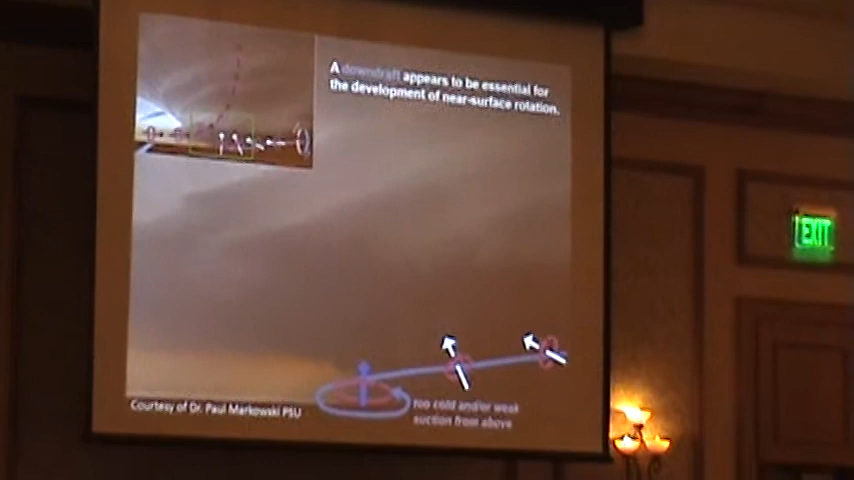 A downdraft appears to be essential for
the development of near-surface rotation.
Courtesy of Dr. Paul Markowski PSU
too cold and/or weak
suction from above
EXIT